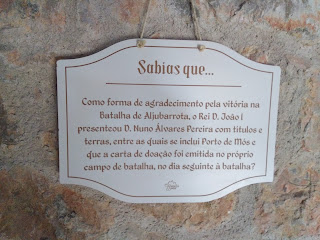 Sabias que...
Como forma de agradecimento pela vitória na
Batalha de Aljubarrota, o Rei D. João I
presenteou D. Nuno Álvares Pereira com títulos e
terras, entre as quais se inclui Porto de Mós e
que a carta de doação foi emitida no próprio
campo de batalha, no dia seguinte à batalha?